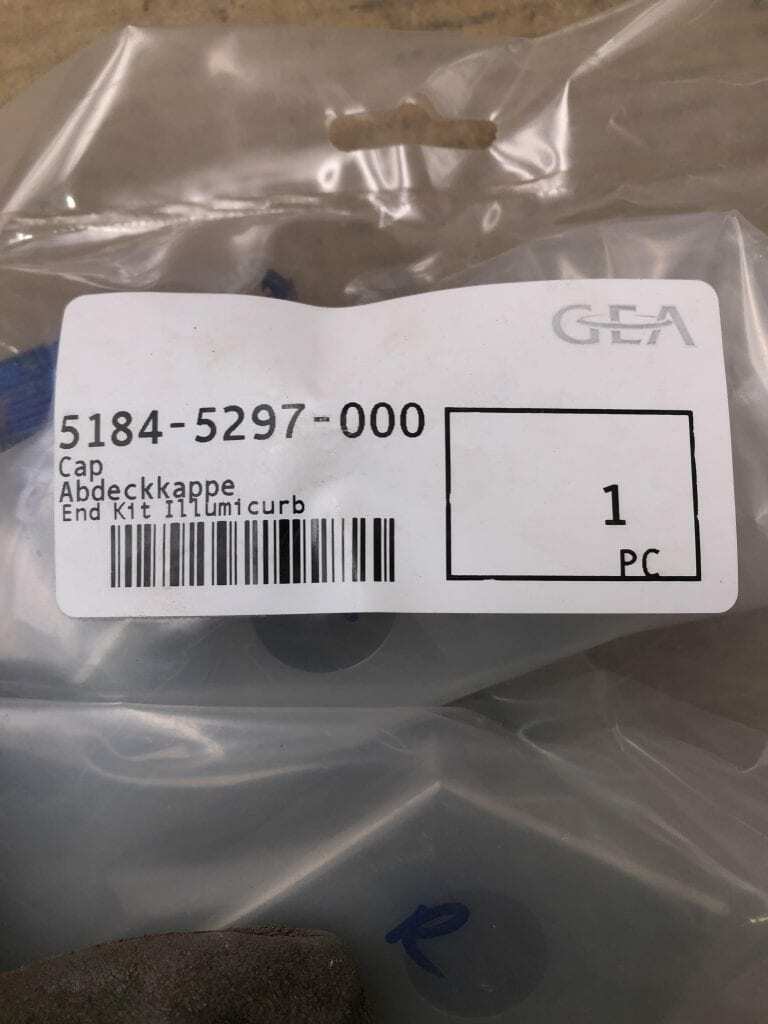 GEA
5184-5297-000
Cap
Abdeckkappe
End Kit Illumicurb
1
PC
R